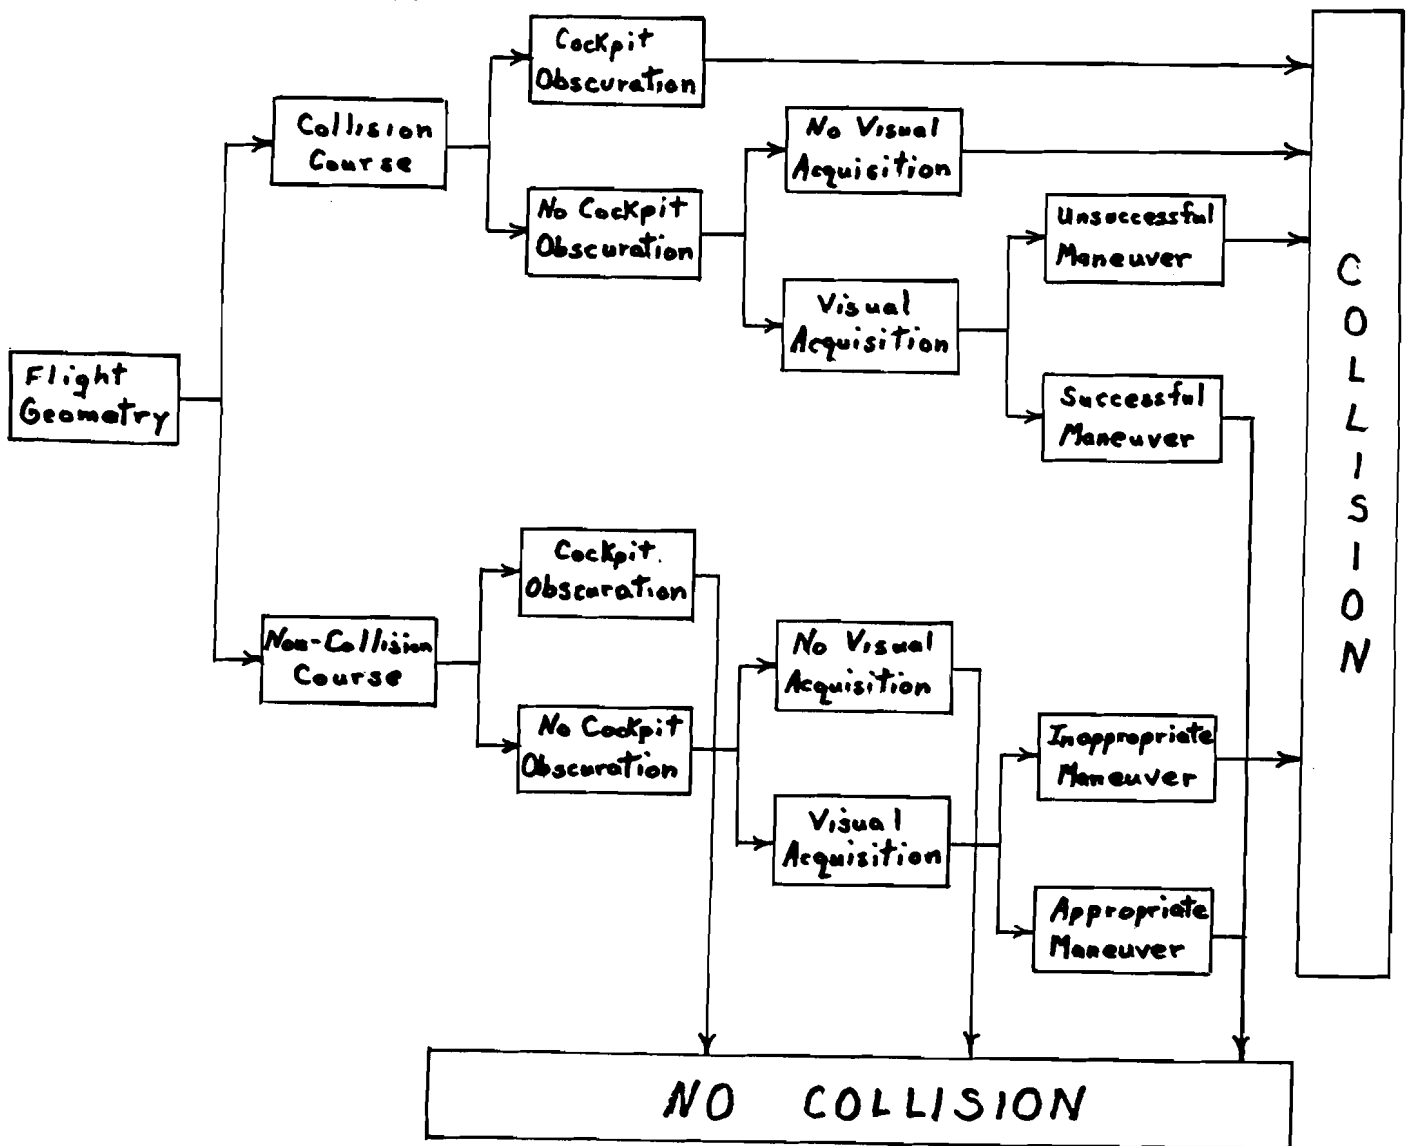 Cockpit
Obscuration
Collision
Course
No Visual
Acquisition
No Cockpit
Obscuration
Unsuccessful
Maneuver
Visual
Acquisition
Flight
Geometry
Successful
Maneuver
COLLISION
Cockpit
Obscuration
Non-Collision
Course
No Visual
Acquisition
No Cockpit
Obscuration
Inappropriate
Maneuver
Visual
Acquisition
Appropriate
Maneuver
NO COLLISION